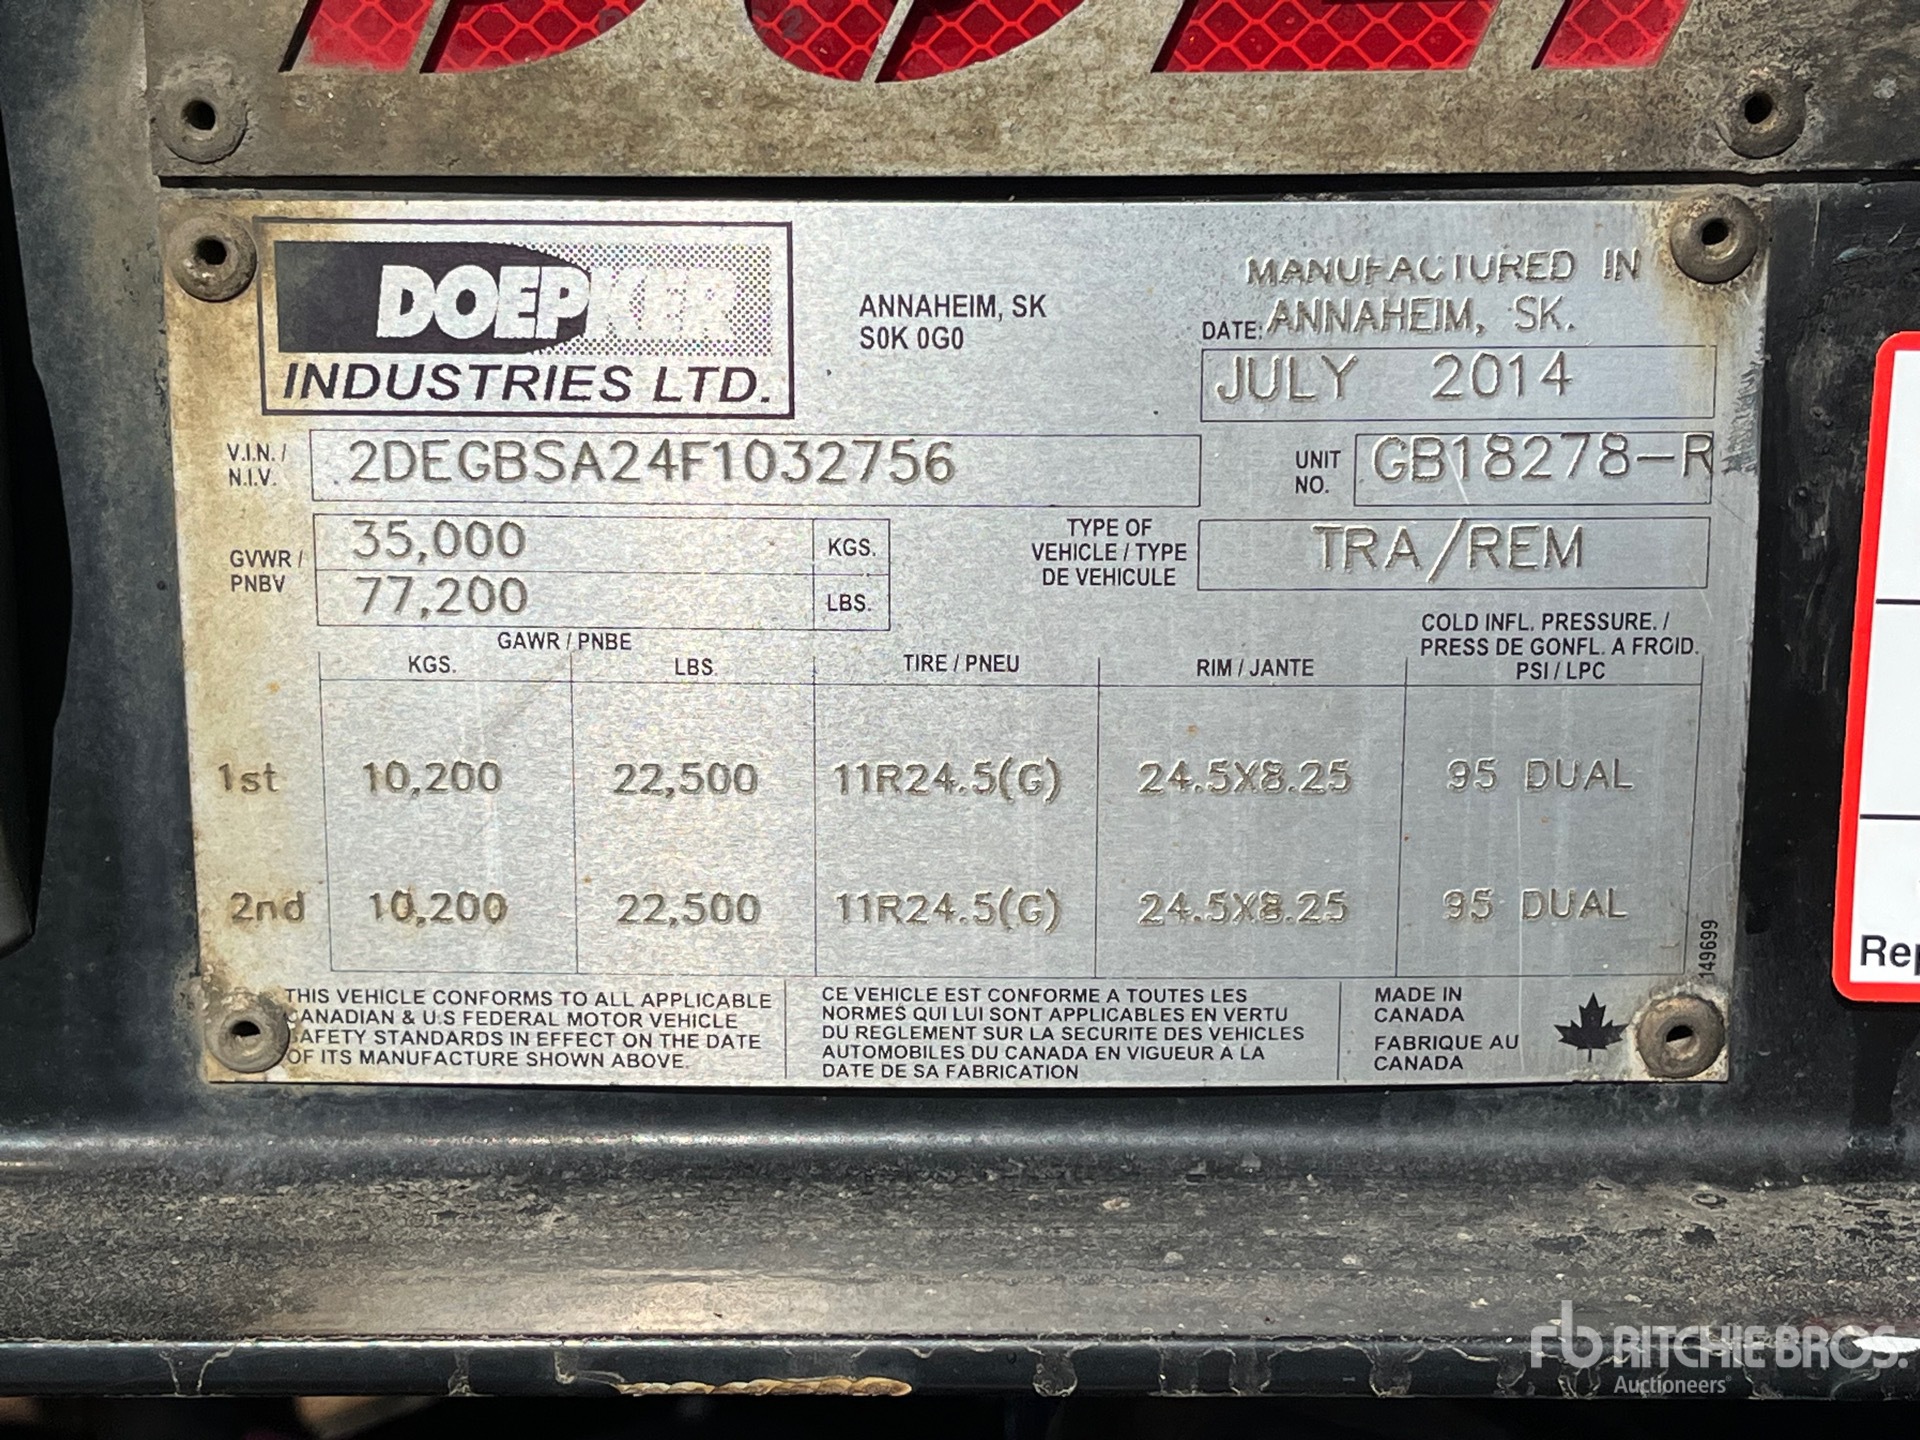 DOEPKER
INDUSTRIES LTD.
ANNAHEIM, SK
S0K 0G0
MANUFACTURED IN
DATE: ANNAHEIM, SK.
JULY 2014
V.I.N. /
N.I.V.
2DEGBSA24F1032756
UNIT
NO.
GB18278-R
GVWR /
PNBV
35,000 KGS.
77,200 LBS.
TYPE OF
VEHICLE / TYPE
DE VEHICULE
TRA/REM
GAWR / PNBE
COLD INFL. PRESSURE. /
PRESS DE GONFL. A FROID.
KGS. LBS. TIRE / PNEU RIM / JANTE PSI / LPC
1st 10,200 22,500 11R24.5(G) 24.5X8.25 95 DUAL
2nd 10,200 22,500 11R24.5(G) 24.5X8.25 95 DUAL
149699
THIS VEHICLE CONFORMS TO ALL APPLICABLE
CANADIAN & U.S FEDERAL MOTOR VEHICLE
SAFETY STANDARDS IN EFFECT ON THE DATE
OF ITS MANUFACTURE SHOWN ABOVE.
CE VEHICLE EST CONFORME A TOUTES LES
NORMES QUI LUI SONT APPLICABLES EN VERTU
DU REGLEMENT SUR LA SECURITE DES VEHICLES
AUTOMOBILES DU CANADA EN VIGUEUR A LA
DATE DE SA FABRICATION
MADE IN
CANADA
FABRIQUE AU
CANADA
Rep
rb RITCHIE BROS.
Auctioneers